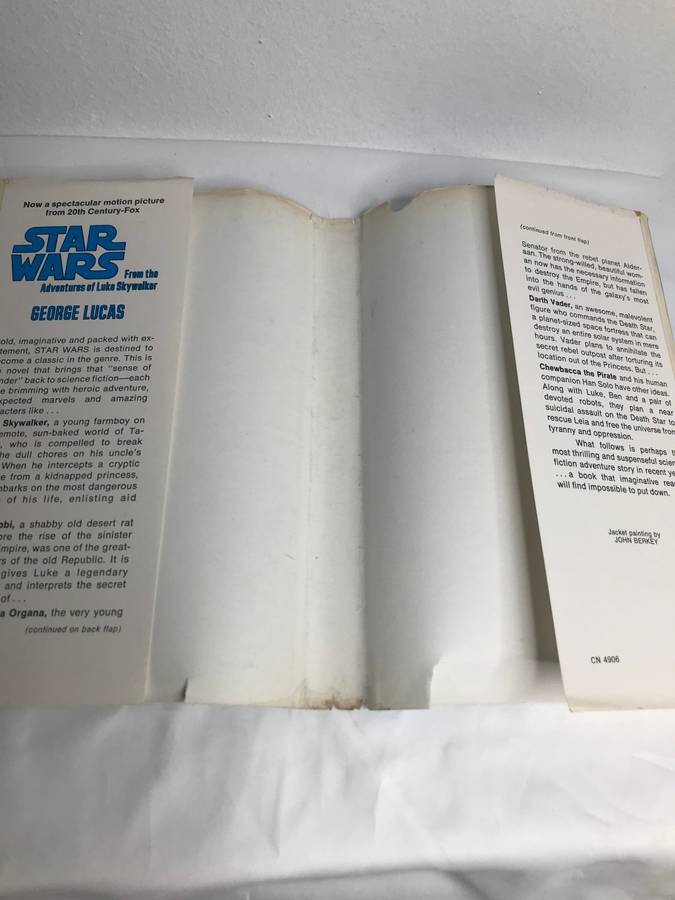 Now a spectacular motion picture
from 20th Century-Fox
STAR
WARS
From the
Adventures of Luke Skywalker
GEORGE LUCAS
old, imaginative and packed with ex-
tement, STAR WARS is destined to
come a classic in the genre. This is
novel that brings that "sense of
nder" back to science fiction—each
e brimming with heroic adventure,
xpected marvels and amazing
acters like . . .
Skywalker, a young farmboy on
emote, sun-baked world of Ta-
, who is compelled to break
he dull chores on his uncle's
When he intercepts a cryptic
e from a kidnapped princess,
mbarks on the most dangerous
of his life, enlisting aid
obi, a shabby old desert rat
ore the rise of the sinister
mpire, was one of the great-
rs of the old Republic. It is
gives Luke a legendary
and interprets the secret
of . . .
a Organa, the very young
(continued on back flap)
(continued from front flap)
Senator from the rebel planet Alder-
aan. The strong-willed, beautiful wom-
an now has the necessary information
to destroy the Empire, but has fallen
into the hands of the galaxy's most
evil genius . . .
Darth Vader, an awesome, malevolent
figure who commands the Death Star,
a planet-sized space fortress that can
destroy an entire solar system in mere
hours. Vader plans to annihilate the
secret rebel outpost after torturing its
location out of the Princess. But . . .
Chewbacca the Pirate and his human
companion Han Solo have other ideas.
Along with Luke, Ben and a pair of
devoted robots, they plan a near
suicidal assault on the Death Star to
rescue Leia and free the universe from
tyranny and oppression.
What follows is perhaps t
most thrilling and suspenseful scien
fiction adventure story in recent ye
. . . a book that imaginative rea
will find impossible to put down.
Jacket painting by
JOHN BERKEY
CN 4906